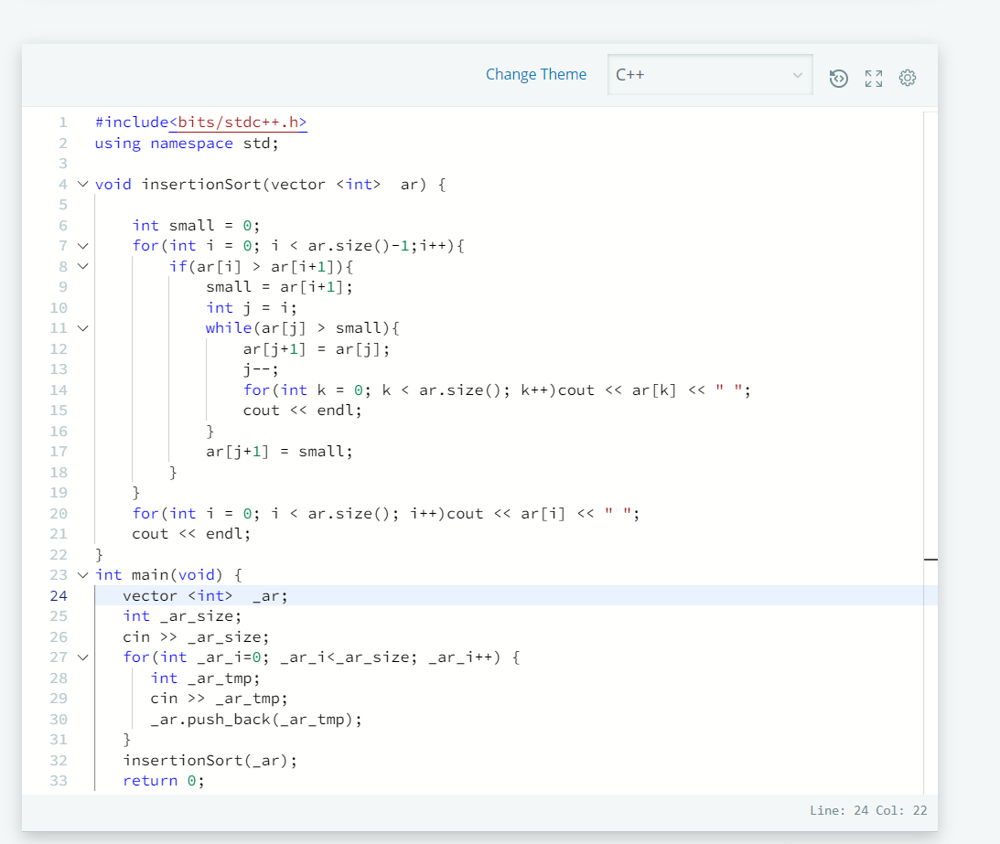 Change Theme C++
1 #include<bits/stdc++.h>
2 using namespace std;
3
4 void insertionSort(vector <int>  ar) {
5
6     int small = 0;
7     for(int i = 0; i < ar.size()-1;i++){
8         if(ar[i] > ar[i+1]){
9             small = ar[i+1];
10             int j = i;
11             while(ar[j] > small){
12                 ar[j+1] = ar[j];
13                 j--;
14                 for(int k = 0; k < ar.size(); k++)cout << ar[k] << " ";
15                 cout << endl;
16             }
17             ar[j+1] = small;
18         }
19     }
20     for(int i = 0; i < ar.size(); i++)cout << ar[i] << " ";
21     cout << endl;
22 }
23 int main(void) {
24    vector <int>  _ar;
25    int _ar_size;
26    cin >> _ar_size;
27    for(int _ar_i=0; _ar_i<_ar_size; _ar_i++) {
28       int _ar_tmp;
29       cin >> _ar_tmp;
30       _ar.push_back(_ar_tmp);
31    }
32    insertionSort(_ar);
33    return 0;
Line: 24 Col: 22